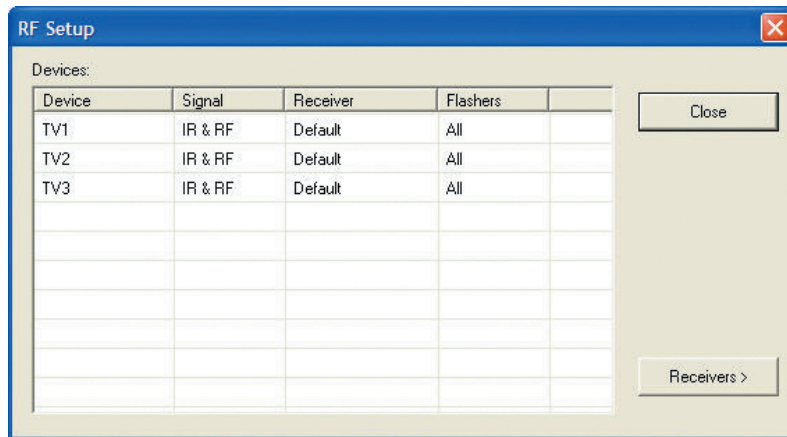 RF Setup
Devices:
Device Signal Receiver Flashers
Close
TV1 IR & RF Default All
TV2 IR & RF Default All
TV3 IR & RF Default All
Receivers >